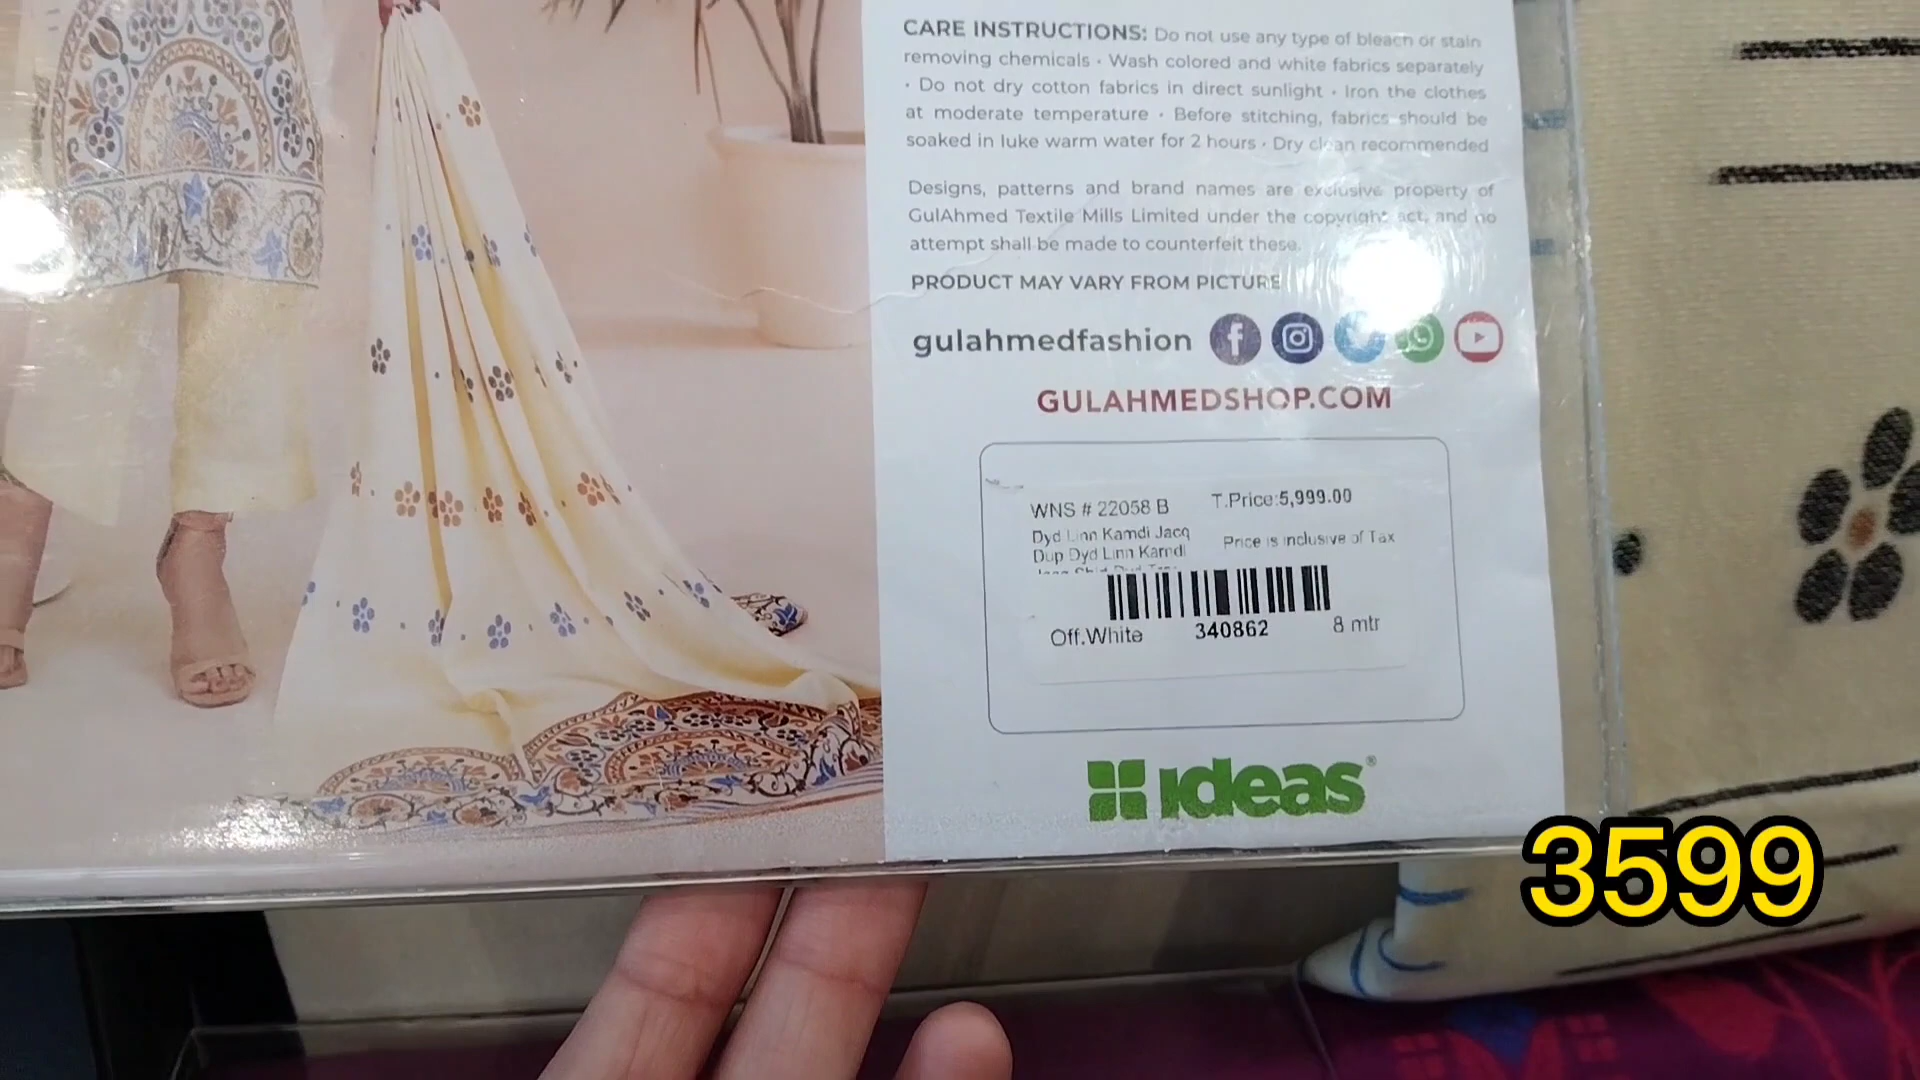 CARE INSTRUCTIONS: Do not use any type of bleach or stain
removing chemicals • Wash colored and white fabrics separately
• Do not dry cotton fabrics in direct sunlight • Iron the clothes
at moderate temperature • Before stitching, fabrics should be
soaked in luke warm water for 2 hours • Dry clean recommended
Designs, patterns and brand names are exclusive property of
GulAhmed Textile Mills Limited under the copyright act, and no
attempt shall be made to counterfeit these.
PRODUCT MAY VARY FROM PICTURE
gulahmedfashion
GULAHMEDSHOP.COM
WNS # 22058 B T.Price:5,999.00
Dyd Linn Kamdi Jacq
Price is inclusive of Tax
Dup Dyd Linn Kamdi
Off.White 340862 8 mtr
ideas
3599